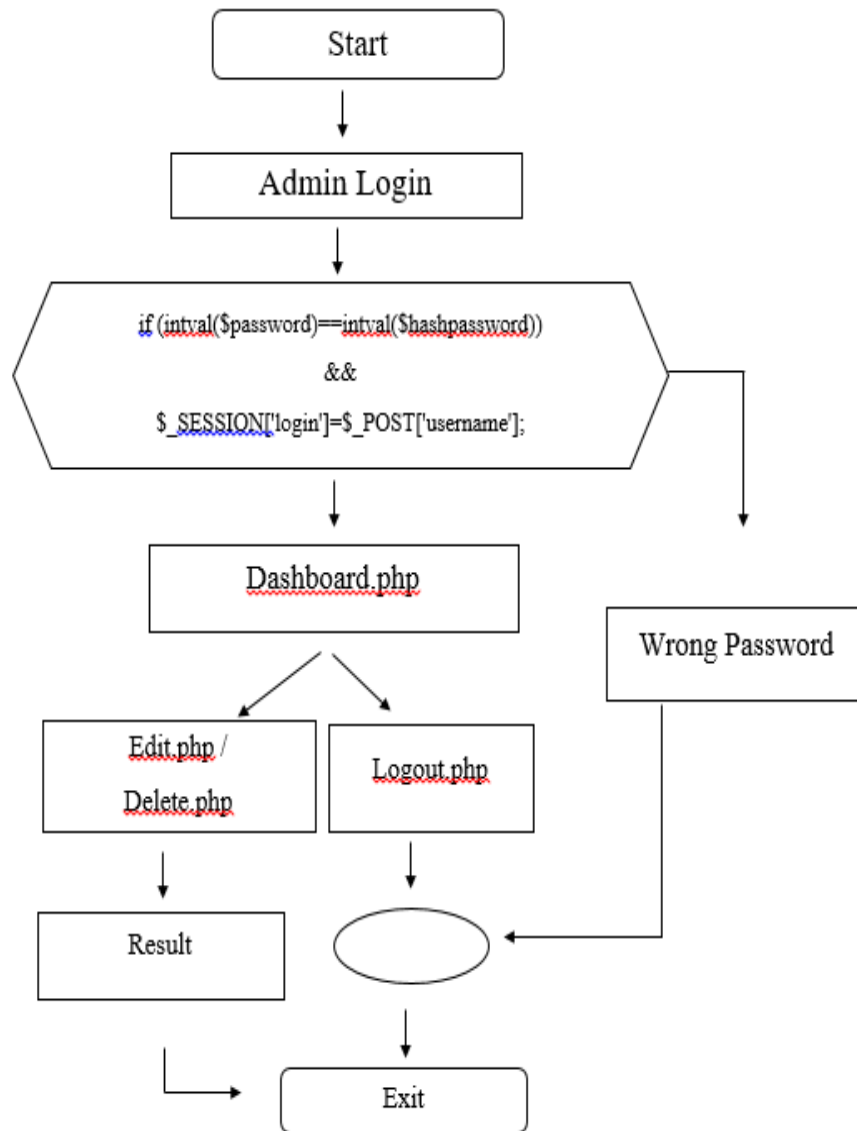 Start
Admin Login
if (intval($password)==intval($hashpassword))
&&
$_SESSION['login']=$_POST['username'];
Dashboard.php
Wrong Password
Edit.php /
Delete.php
Logout.php
Result
Exit